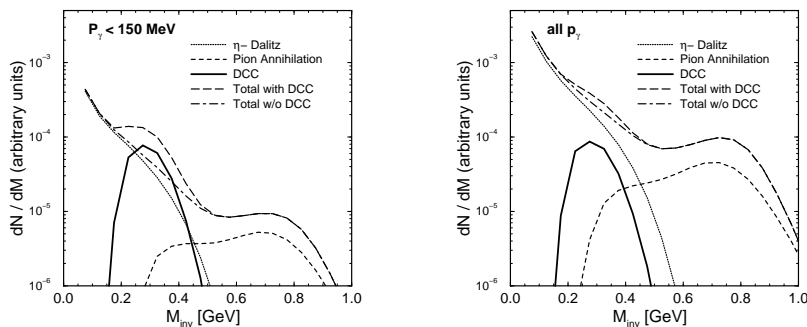 P_γ < 150 MeV
η− Dalitz
Pion Annihilation
DCC
Total with DCC
Total w/o DCC
dN / dM (arbitrary units)
10^−3
10^−4
10^−5
10^−6
0.0 0.2 0.4 0.6 0.8 1.0
M_inv [GeV]
all p_γ
η− Dalitz
Pion Annihilation
DCC
Total with DCC
Total w/o DCC
dN / dM (arbitrary units)
10^−3
10^−4
10^−5
10^−6
0.0 0.2 0.4 0.6 0.8 1.0
M_inv [GeV]